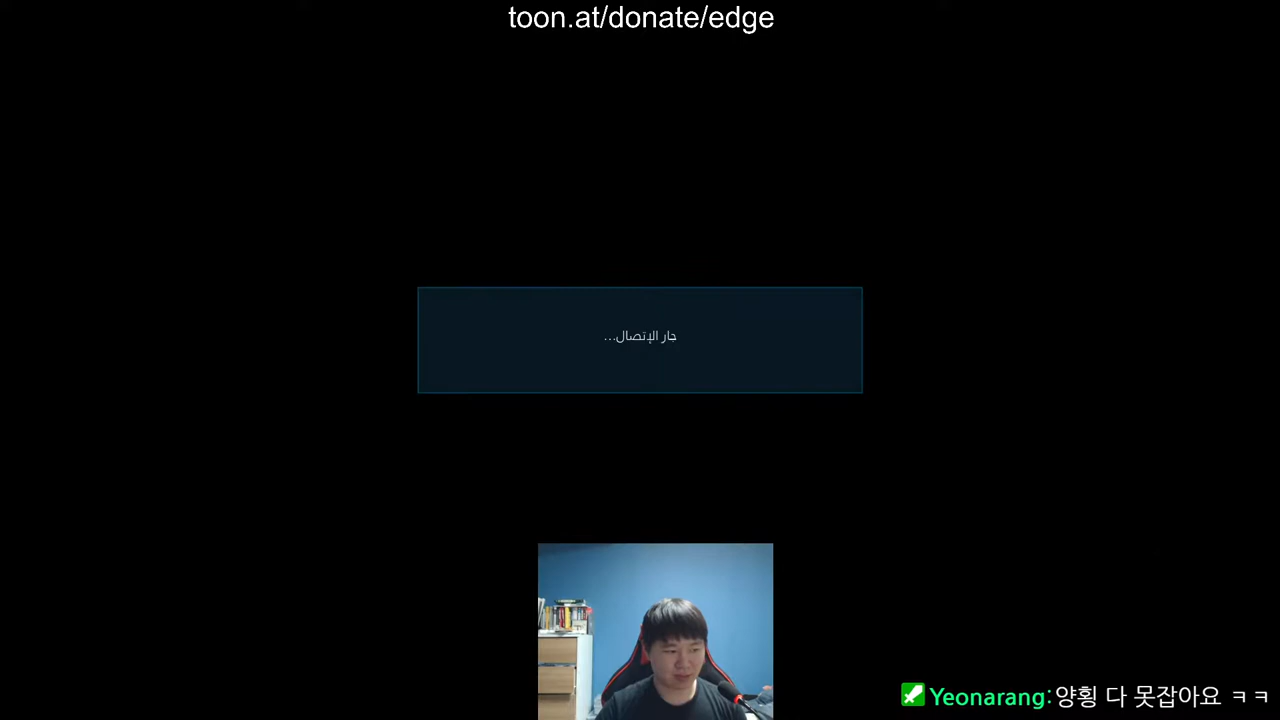 toon.at/donate/edge
جار الإتصال...
Yeonarang:양횡 다 못잡아요 ㅋㅋ